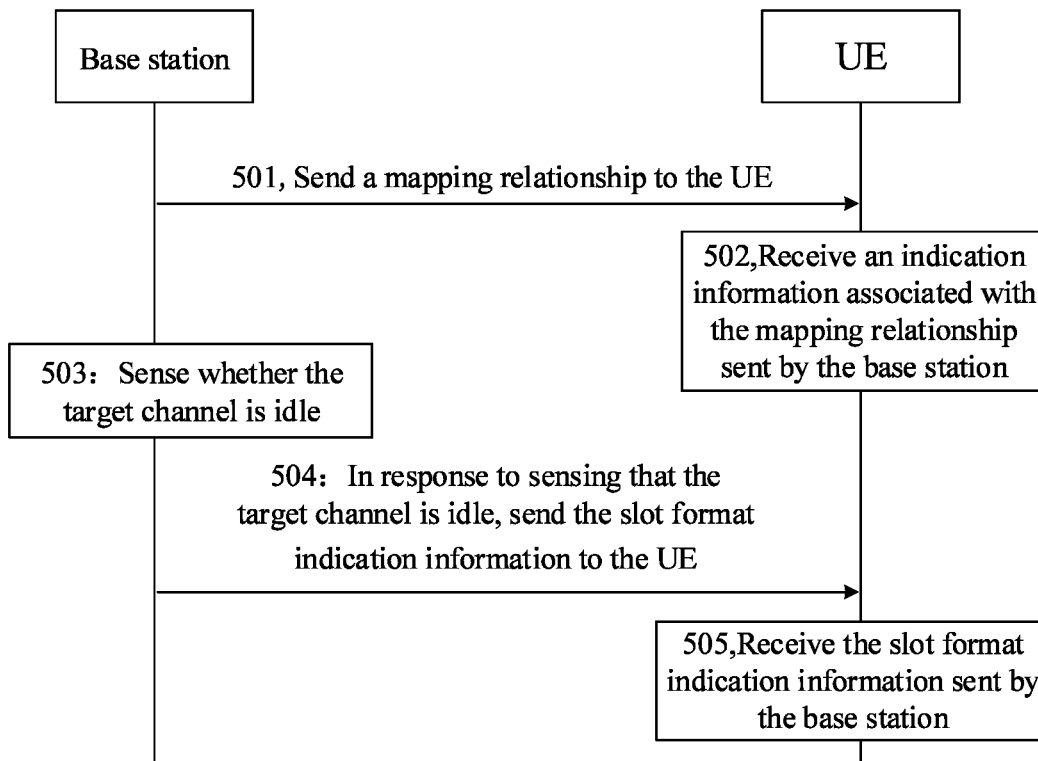 Base station
UE
501, Send a mapping relationship to the UE
502,Receive an indication
information associated with
the mapping relationship
sent by the base station
503：Sense whether the
target channel is idle
504：In response to sensing that the
target channel is idle, send the slot format
indication information to the UE
505,Receive the slot format
indication information sent by
the base station